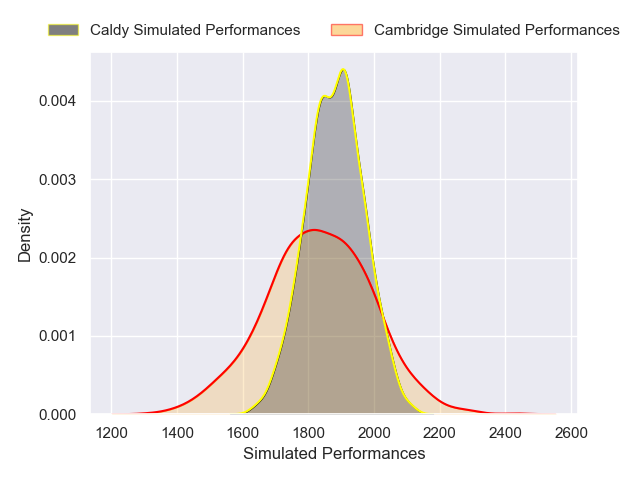 Caldy Simulated Performances
Cambridge Simulated Performances
Density
0.004
0.003
0.002
0.001
0.000
1200 1400 1600 1800 2000 2200 2400 2600
Simulated Performances